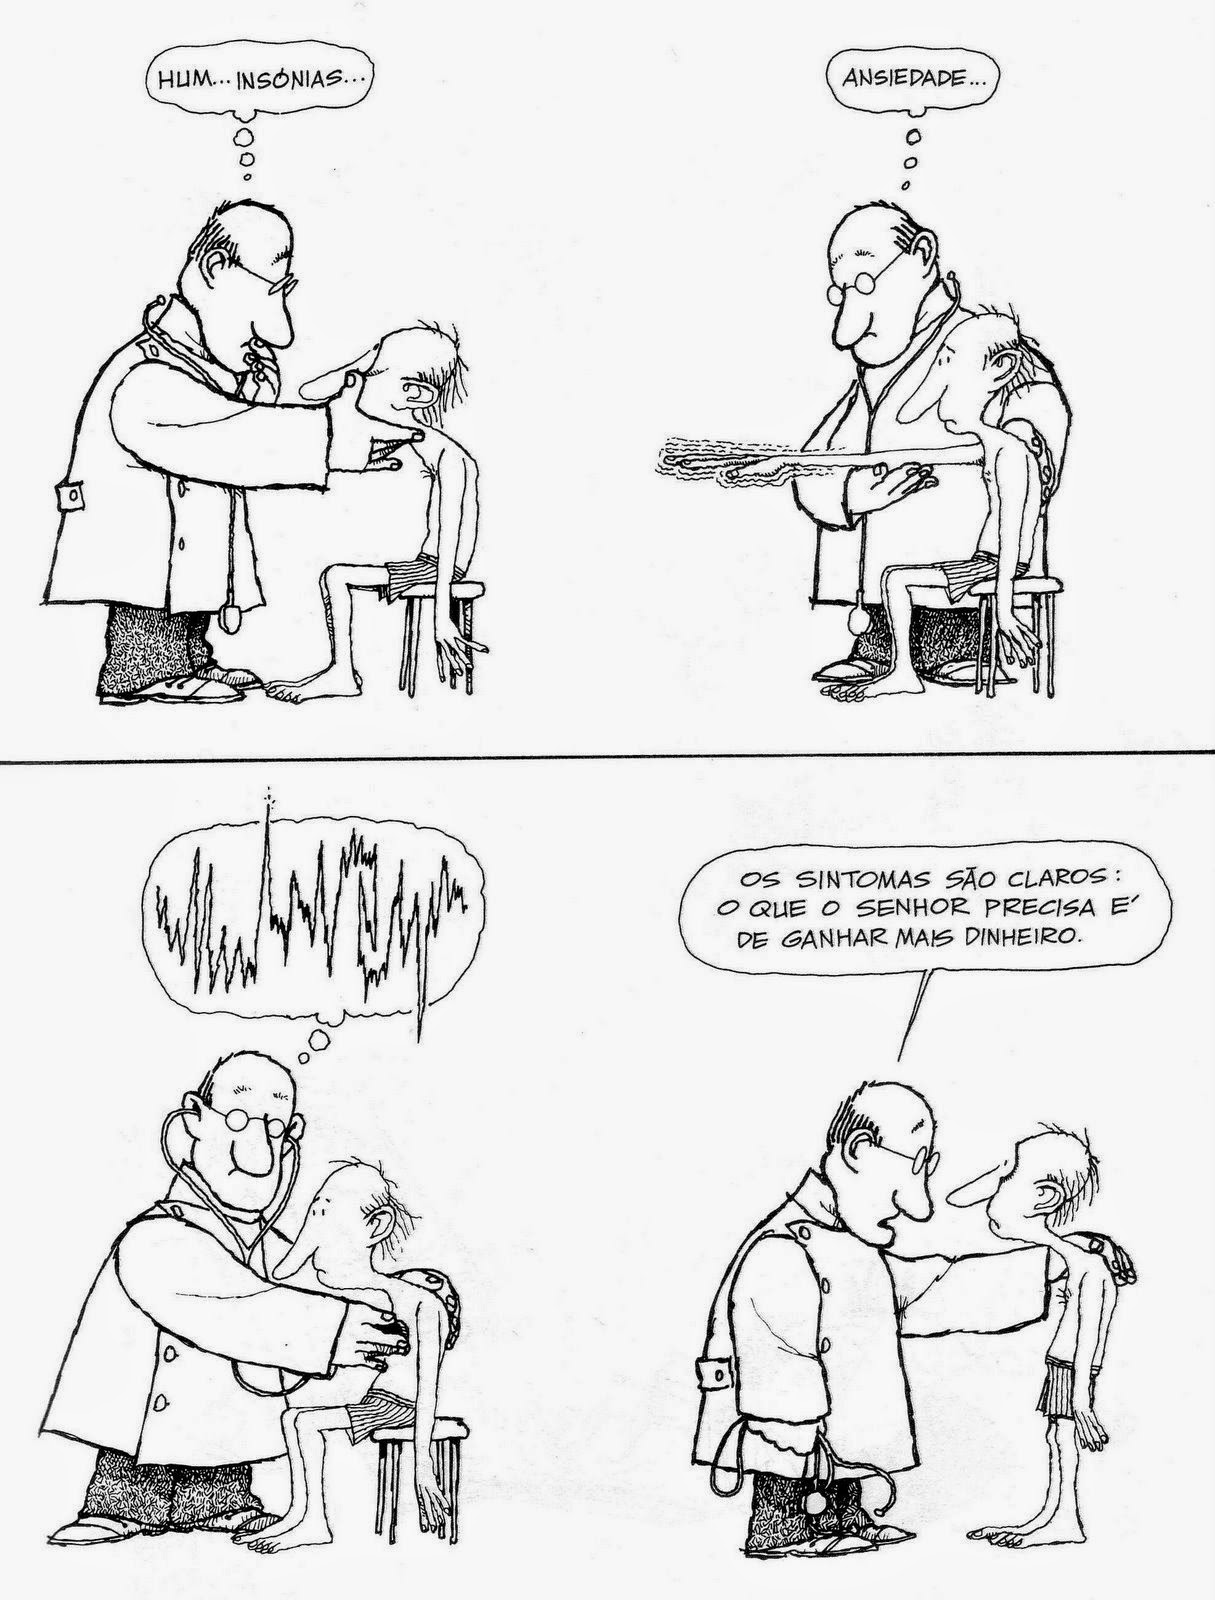 HUM... INSÓNIAS...
ANSIEDADE...
OS SINTOMAS SÃO CLAROS:
O QUE O SENHOR PRECISA É
DE GANHAR MAIS DINHEIRO.